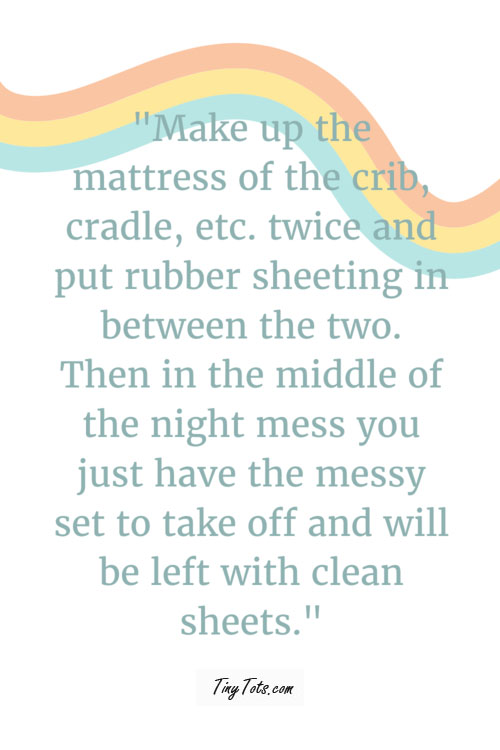 "Make up the
mattress of the crib,
cradle, etc. twice and
put rubber sheeting in
between the two.
Then in the middle of
the night mess you
just have the messy
set to take off and will
be left with clean
sheets."
TinyTots.com